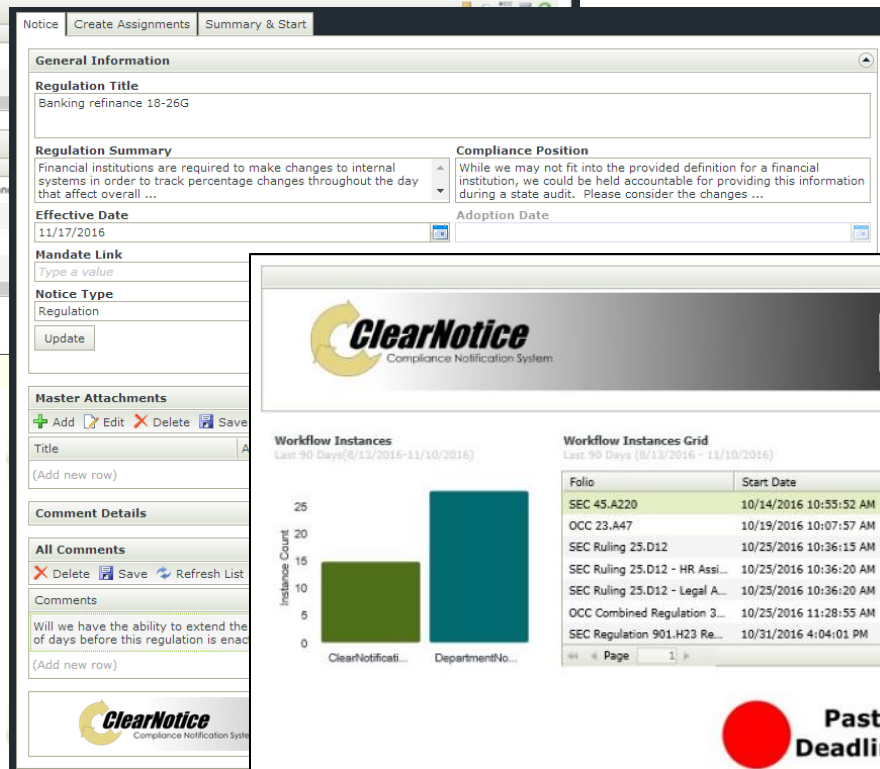 Notice Create Assignments Summary & Start
General Information
Regulation Title
Banking refinance 18-26G
Regulation Summary
Financial institutions are required to make changes to internal
systems in order to track percentage changes throughout the day
that affect overall ...
Compliance Position
While we may not fit into the provided definition for a financial
institution, we could be held accountable for providing this information
during a state audit. Please consider the changes ...
Effective Date
11/17/2016
Adoption Date
Mandate Link
Type a value
Notice Type
Regulation
Update
Master Attachments
Add Edit Delete Save
Title A
(Add new row)
Comment Details
All Comments
Delete Save Refresh List
Comments
Will we have the ability to extend the
of days before this regulation is enac
(Add new row)
ClearNotice
Compliance Notification Syste
ClearNotice
Compliance Notification System
Workflow Instances
Last 90 Days(8/13/2016-11/10/2016)
Instance Count
25
20
15
10
5
0
ClearNotificati... DepartmentNo...
Workflow Instances Grid
Last 90 Days (8/13/2016 - 11/10/2016)
Folio Start Date
SEC 45.A220 10/14/2016 10:55:52 AM
OCC 23.A47 10/19/2016 10:07:57 AM
SEC Ruling 25.D12 10/25/2016 10:36:15 AM
SEC Ruling 25.D12 - HR Assi... 10/25/2016 10:36:20 AM
SEC Ruling 25.D12 - Legal A... 10/25/2016 10:36:20 AM
OCC Combined Regulation 3... 10/25/2016 11:28:55 AM
SEC Regulation 901.H23 Re... 10/31/2016 4:04:01 PM
Page 1
Past
Deadli